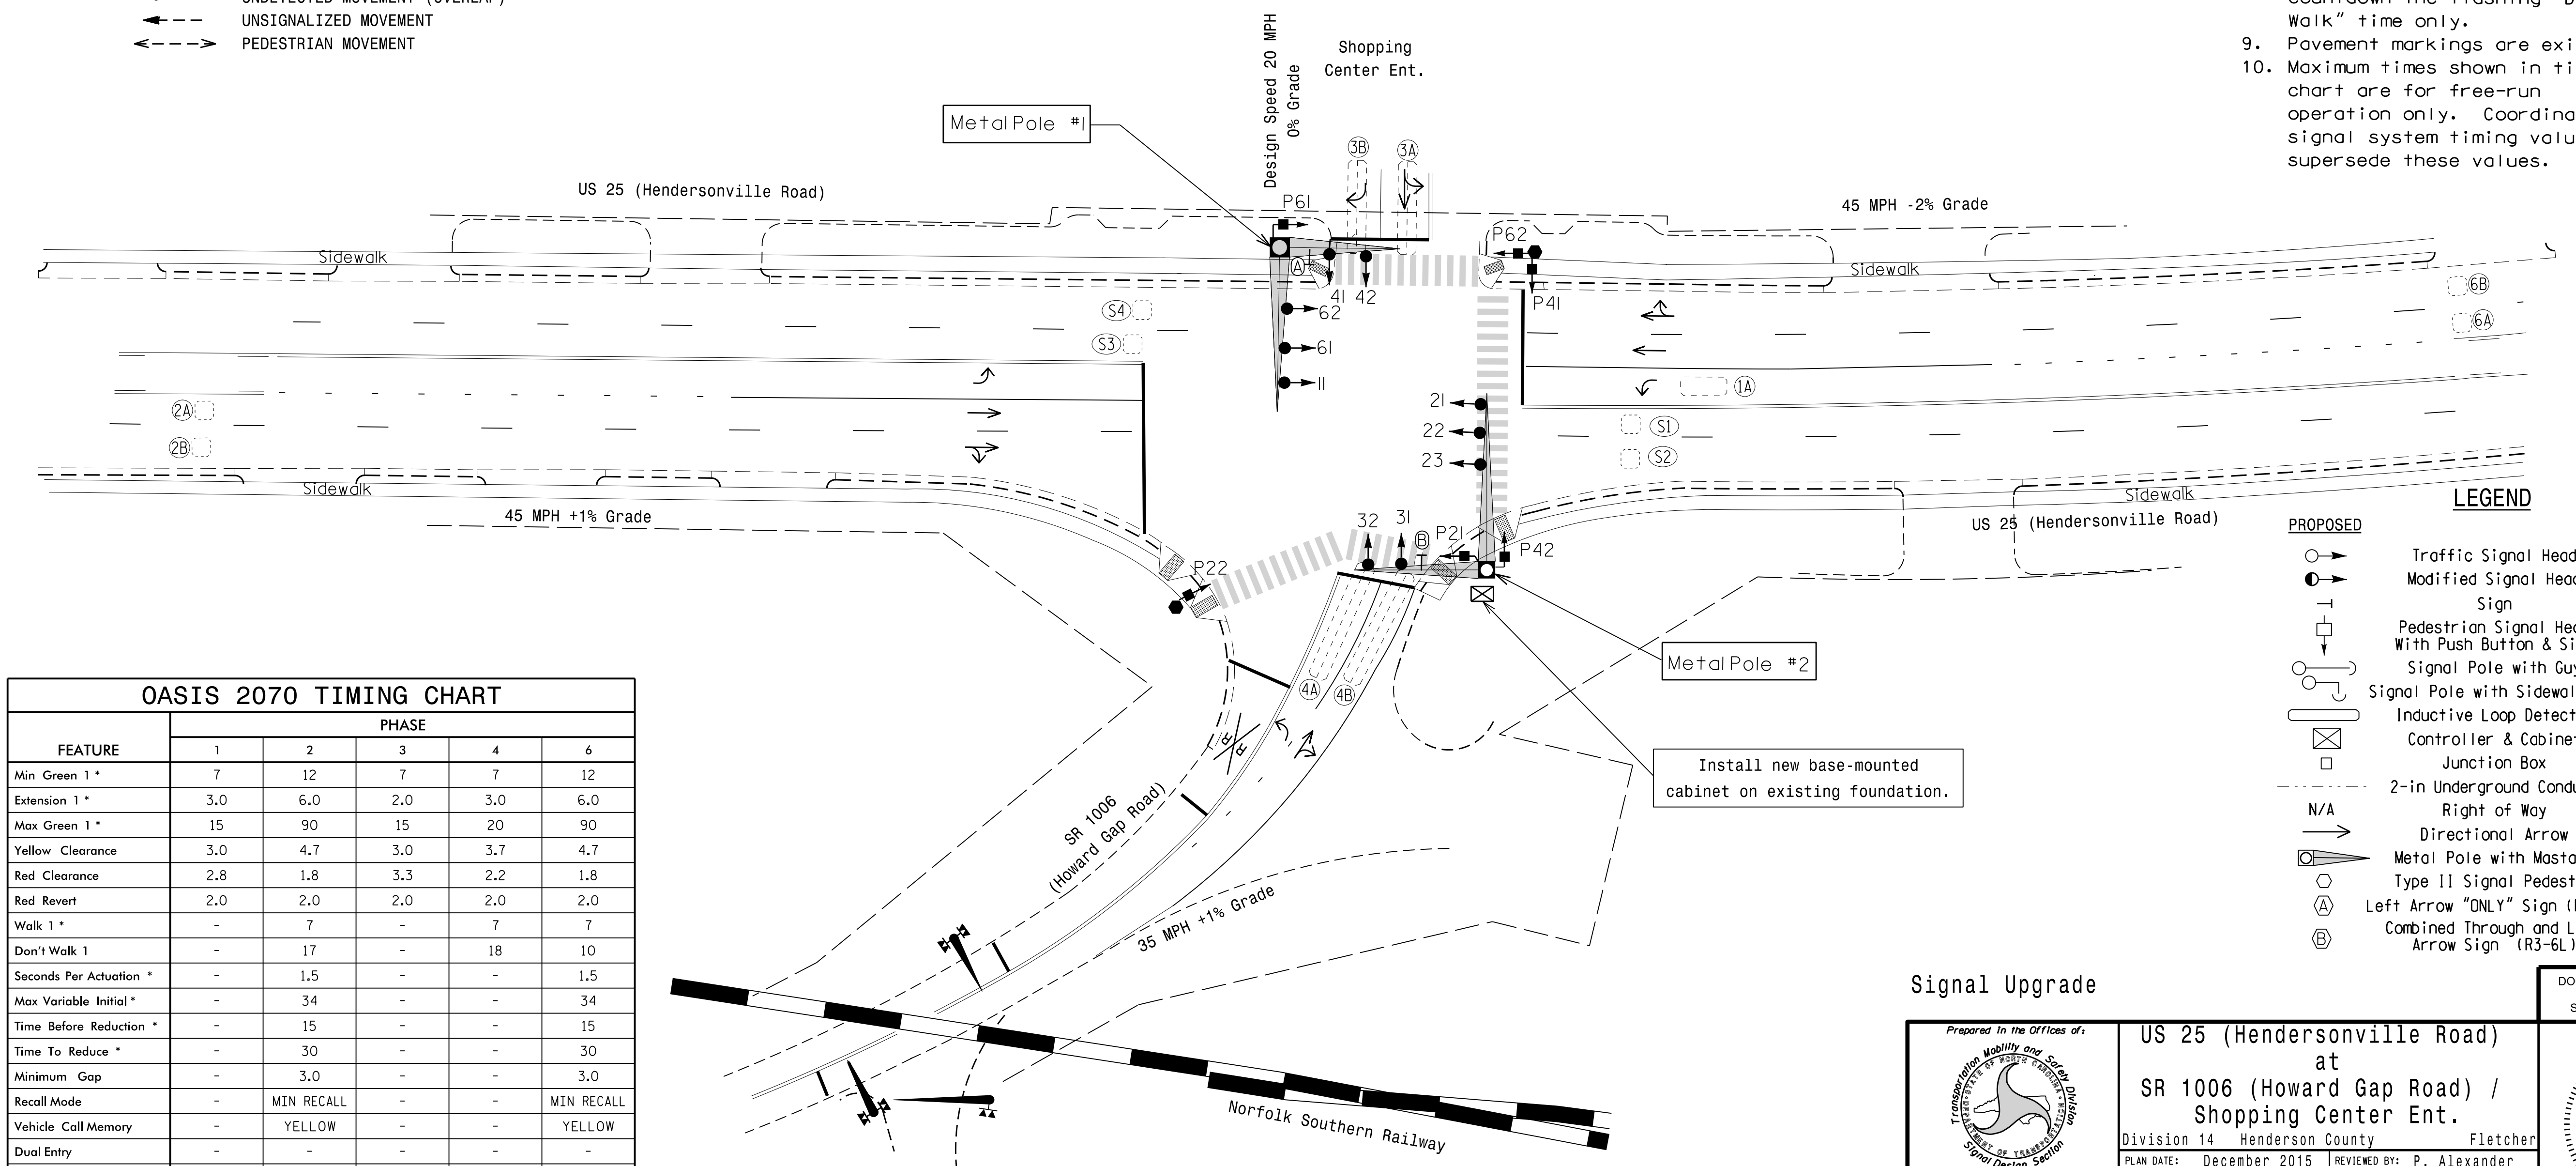 UNSIGNALIZED MOVEMENT
PEDESTRIAN MOVEMENT
Design Speed 20 MPH
0% Grade
Shopping
Center Ent.
Walk" time only.
9. Pavement markings are exi
10. Maximum times shown in ti
chart are for free-run
operation only. Coordina
signal system timing valu
supersede these values.
Metal Pole #1
3B
3A
US 25 (Hendersonville Road)
45 MPH -2% Grade
P61
P62
Sidewalk
A
Sidewalk
41 42
P41
6B
S4
62
6A
S3
61
11
1A
2A
21
S1
22
2B
23
S2
Sidewalk
Sidewalk
45 MPH +1% Grade
US 25 (Hendersonville Road)
32
31
B
P21
P42
P22
Metal Pole #2
4A
4B
R R
Install new base-mounted
cabinet on existing foundation.
SR 1006
(Howard Gap Road)
35 MPH +1% Grade
Norfolk Southern Railway
LEGEND
PROPOSED
Traffic Signal Head
Modified Signal Head
Sign
Pedestrian Signal Hea
With Push Button & Si
Signal Pole with Guy
Signal Pole with Sidewal
Inductive Loop Detect
Controller & Cabinet
Junction Box
2-in Underground Condu
N/A Right of Way
Directional Arrow
Metal Pole with Masta
Type II Signal Pedest
A Left Arrow "ONLY" Sign (
B Combined Through and L
Arrow Sign (R3-6L)
OASIS 2070 TIMING CHART
FEATURE PHASE
1 2 3 4 6
Min Green 1 * 7 12 7 7 12
Extension 1 * 3.0 6.0 2.0 3.0 6.0
Max Green 1 * 15 90 15 20 90
Yellow Clearance 3.0 4.7 3.0 3.7 4.7
Red Clearance 2.8 1.8 3.3 2.2 1.8
Red Revert 2.0 2.0 2.0 2.0 2.0
Walk 1 * - 7 - 7 7
Don't Walk 1 - 17 - 18 10
Seconds Per Actuation * - 1.5 - - 1.5
Max Variable Initial * - 34 - - 34
Time Before Reduction * - 15 - - 15
Time To Reduce * - 30 - - 30
Minimum Gap - 3.0 - - 3.0
Recall Mode - MIN RECALL - - MIN RECALL
Vehicle Call Memory - YELLOW - - YELLOW
Dual Entry - - - - -
Signal Upgrade
Prepared in the Offices of:
Transportation Mobility and Safety Division
STATE OF NORTH CAROLINA
DEPARTMENT OF TRANSPORTATION
Signal Design Section
US 25 (Hendersonville Road)
at
SR 1006 (Howard Gap Road) /
Shopping Center Ent.
Division 14 Henderson County Fletcher
PLAN DATE: December 2015 REVIEWED BY: P. Alexander
DO